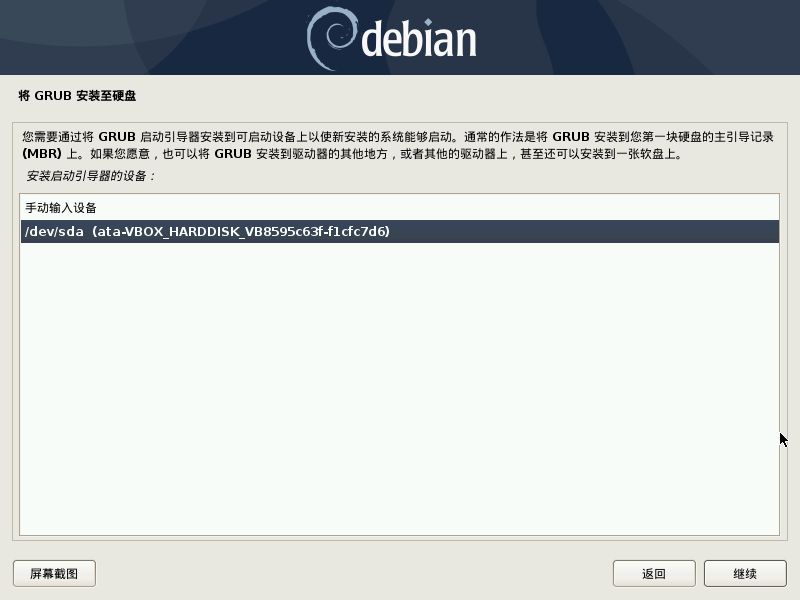 debian
将 GRUB 安装至硬盘
您需要通过将 GRUB 启动引导器安装到可启动设备上以使新安装的系统能够启动。通常的作法是将 GRUB 安装到您第一块硬盘的主引导记录
(MBR) 上。如果您愿意，也可以将 GRUB 安装到驱动器的其他地方，或者其他的驱动器上，甚至还可以安装到一张软盘上。
安装启动引导器的设备：
手动输入设备
/dev/sda  (ata-VBOX_HARDDISK_VB8595c63f-f1cfc7d6)
屏幕截图
返回
继续